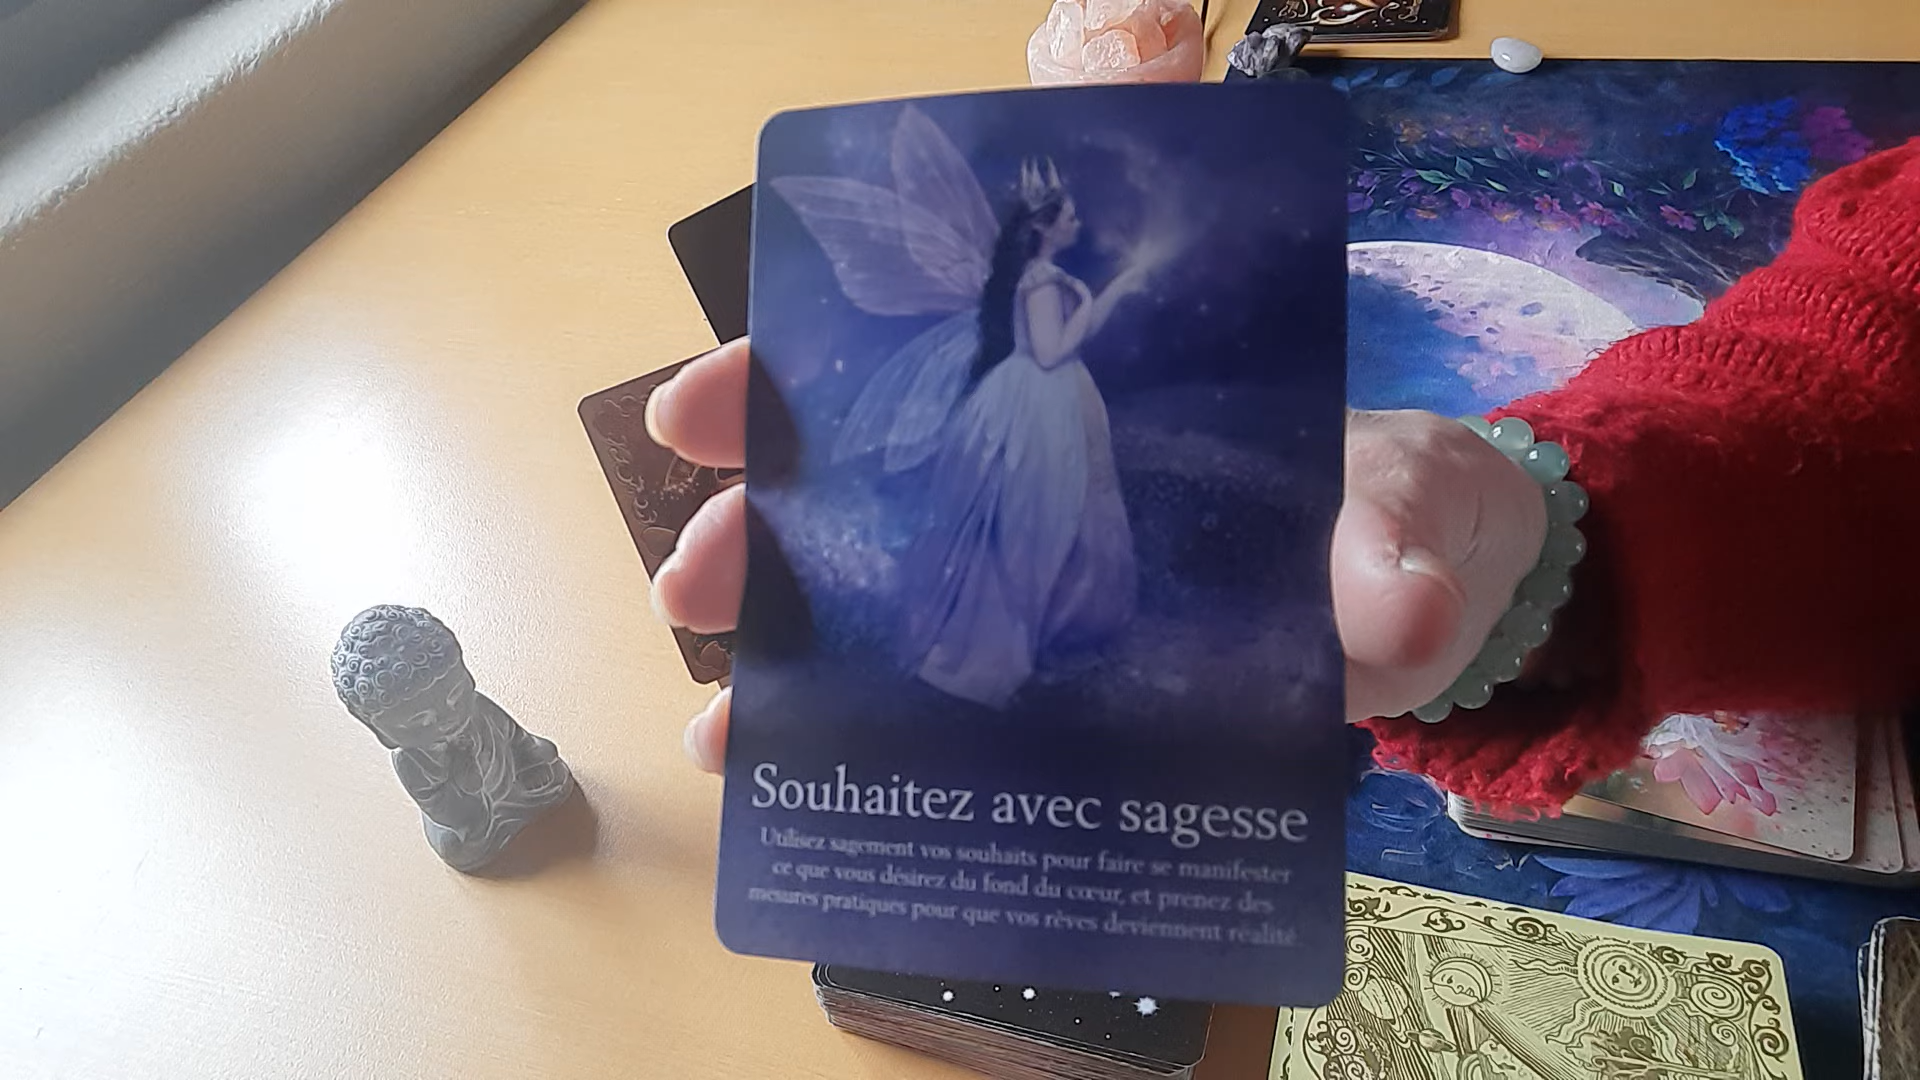 Souhaitez avec sagesse
Utilisez sagement vos souhaits pour faire se manifester
ce que vous désirez du fond du cœur, et prenez des
mesures pratiques pour que vos rêves deviennent réalité